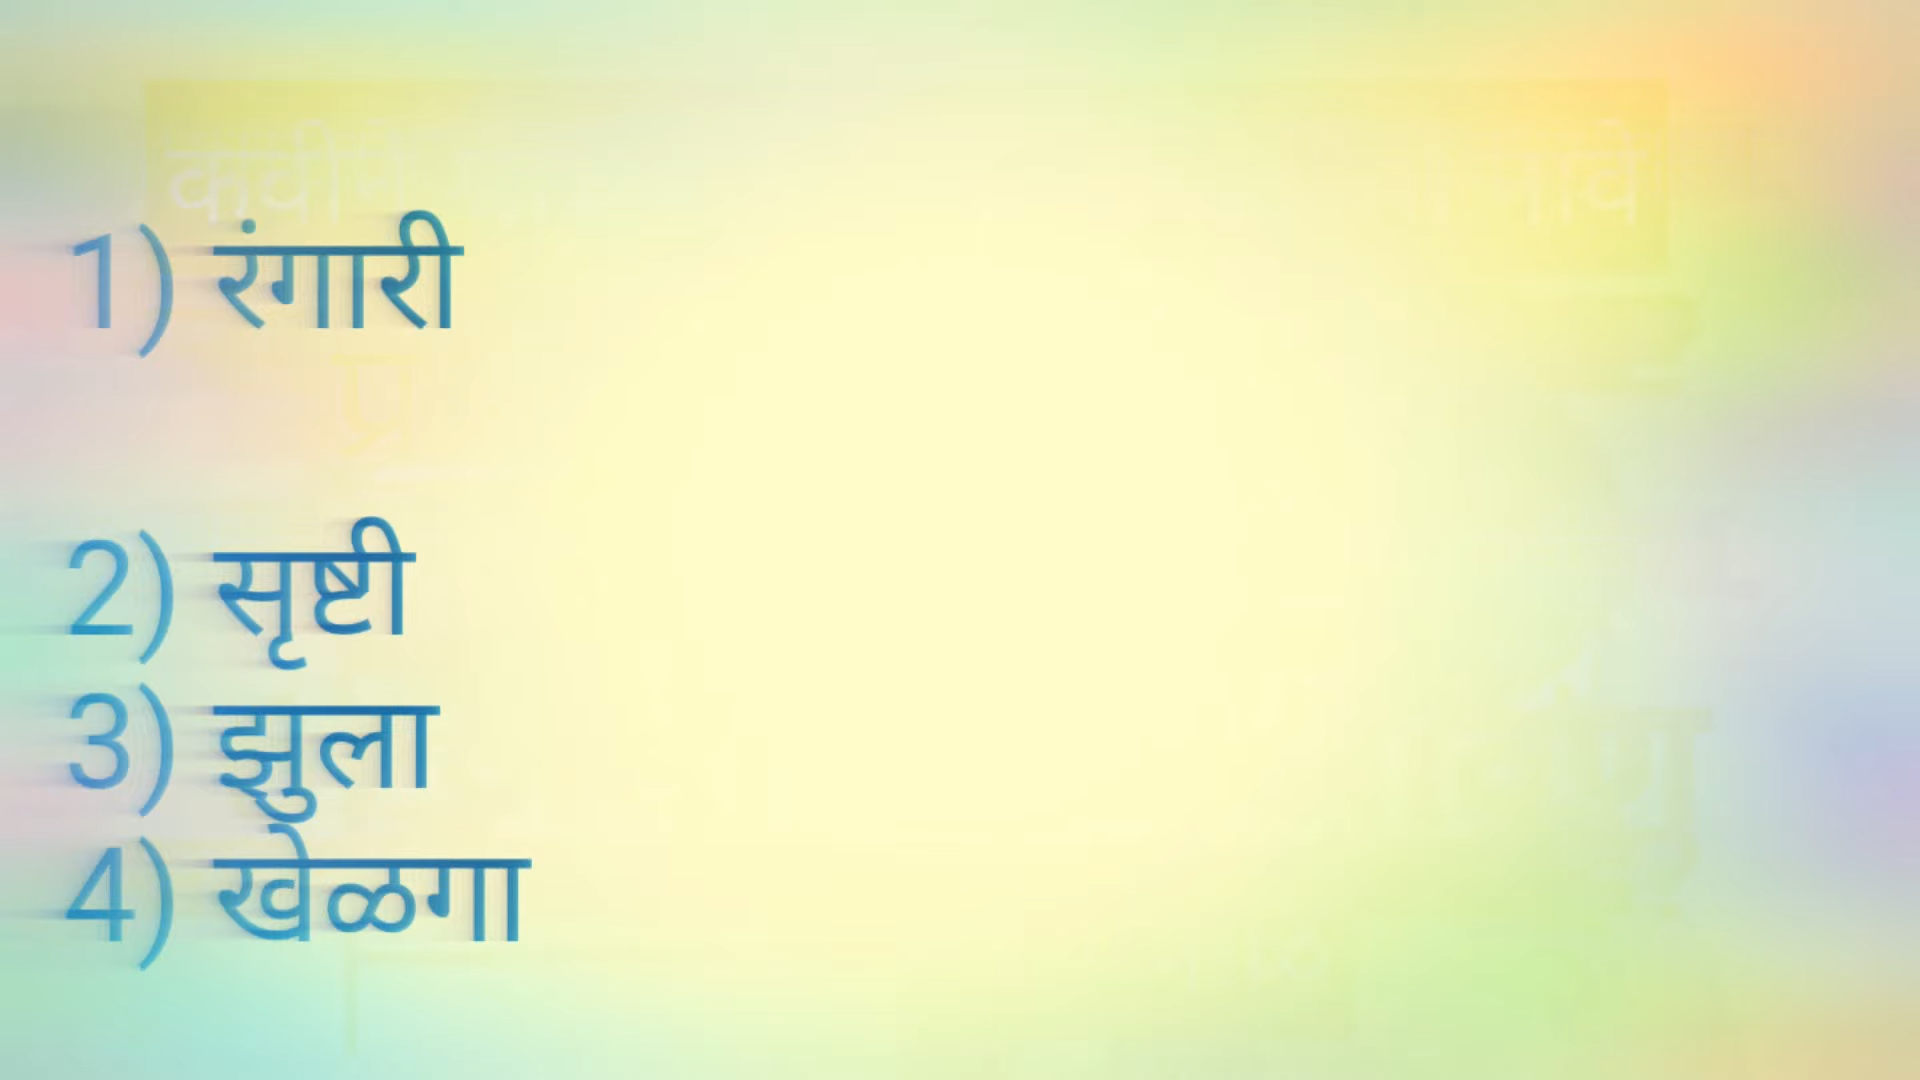 1) रंगारी
2) सृष्टी
3) झुला
4) खेळगा